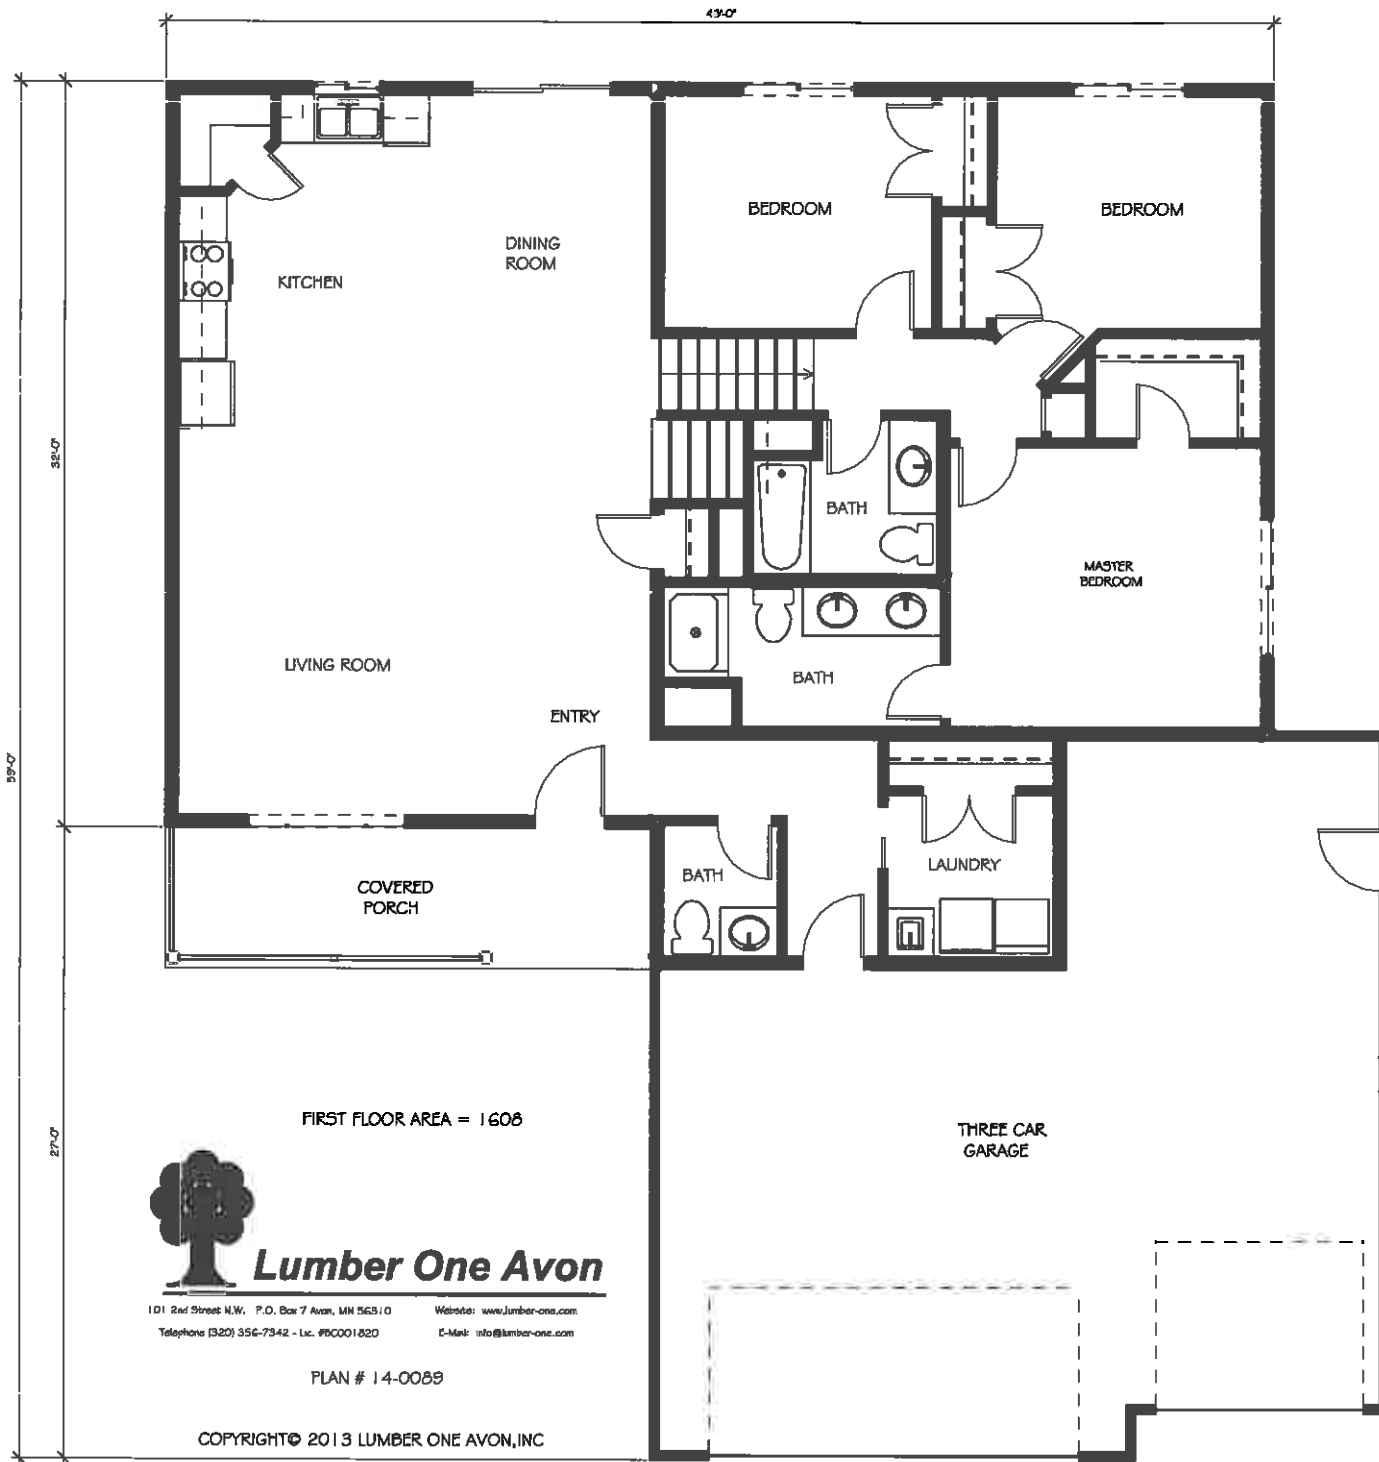 43'-0"
BEDROOM
BEDROOM
DINING
ROOM
KITCHEN
32'-0"
BATH
MASTER
BEDROOM
LIVING ROOM
BATH
ENTRY
59'-0"
LAUNDRY
BATH
COVERED
PORCH
FIRST FLOOR AREA = 1608
THREE CAR
GARAGE
27'-0"
Lumber One Avon
101 2nd Street N.W. P.O. Box 7 Avon, MN 56310
Website: www.lumber-one.com
Telephone (320) 356-7342 - Lic. #BC001820
E-Mail: info@lumber-one.com
PLAN # 14-0089
COPYRIGHT© 2013 LUMBER ONE AVON,INC